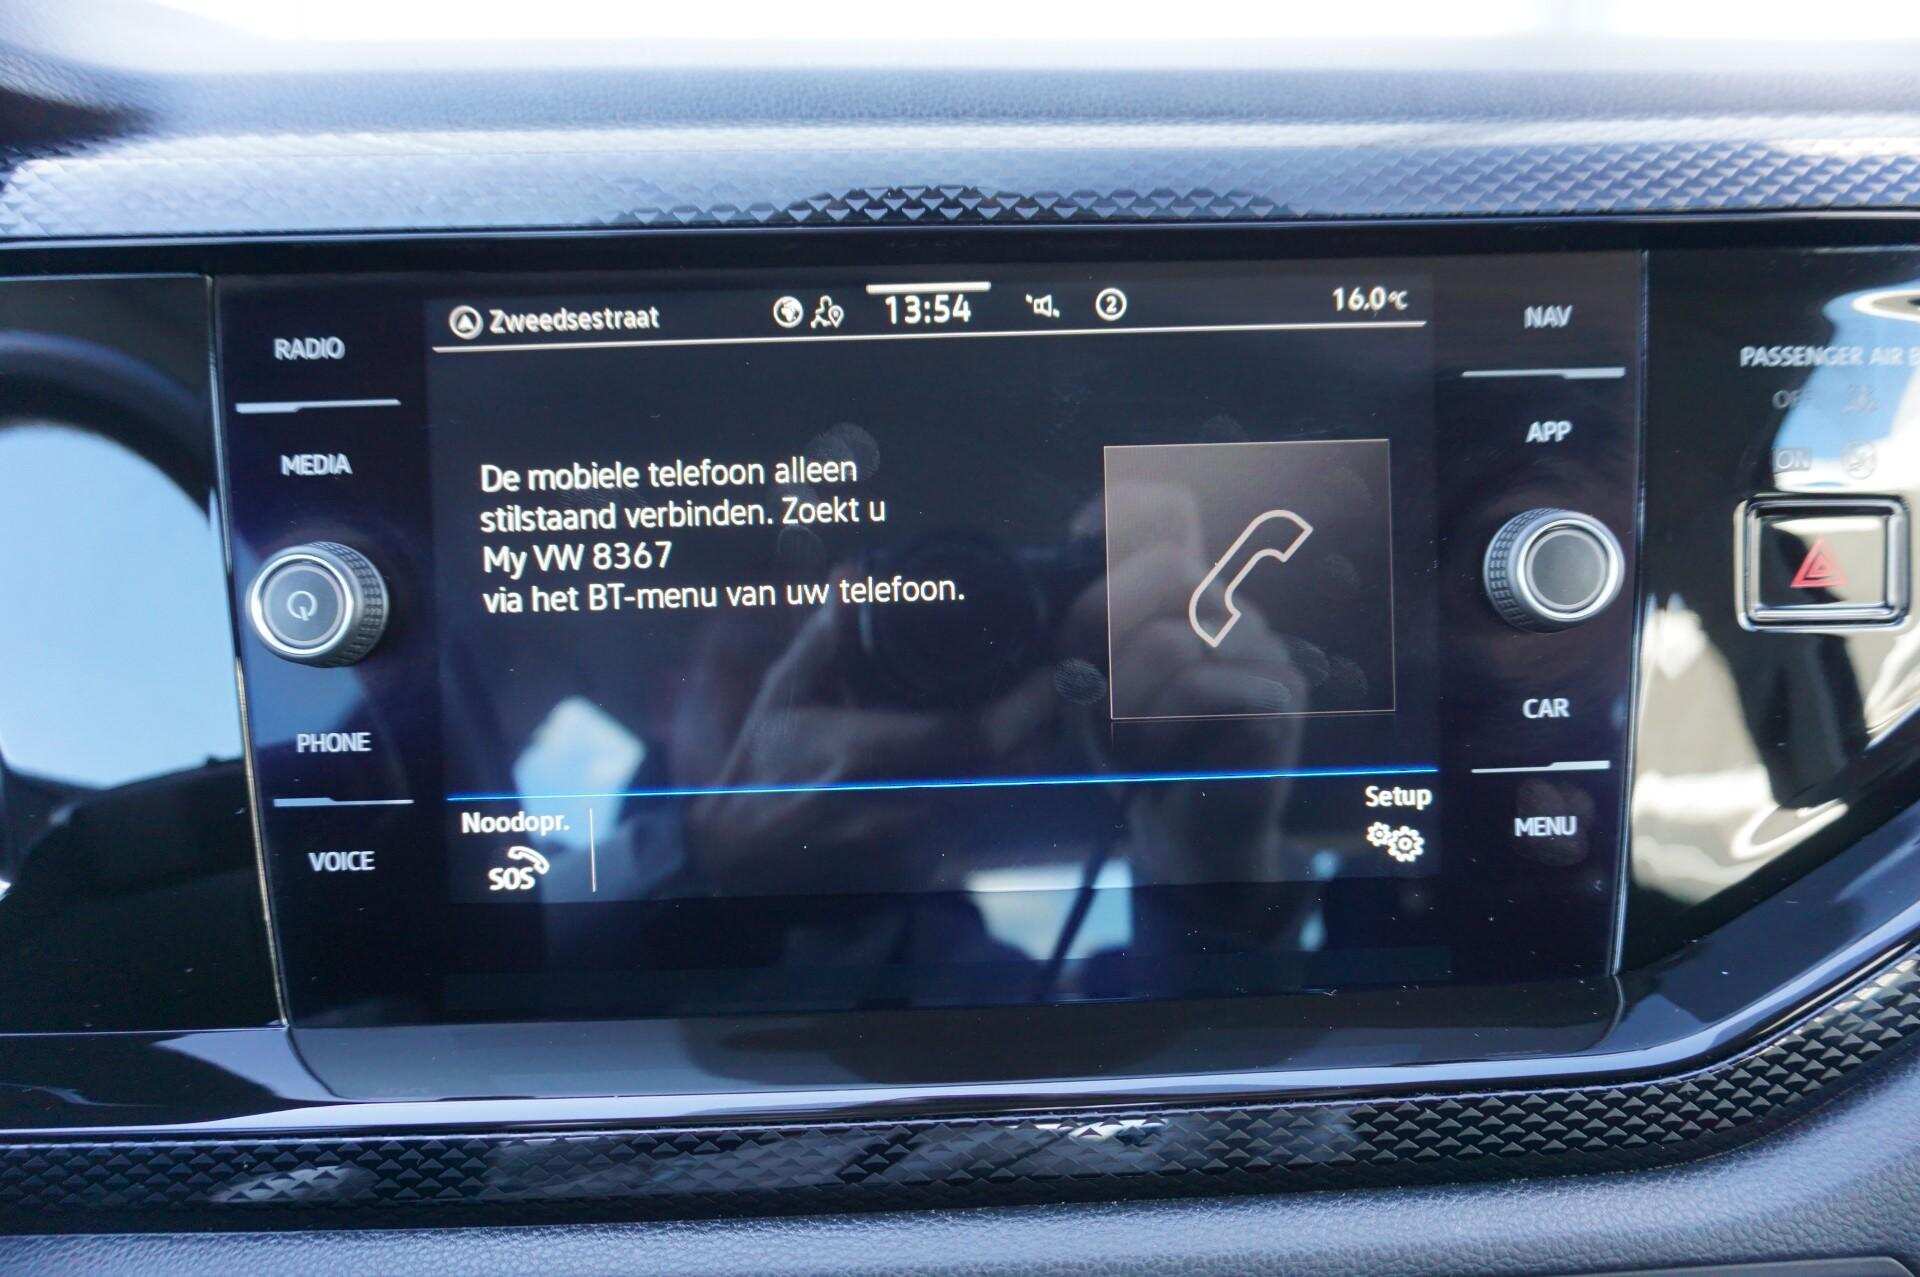 Zweedsestraat 13:54 2 16.0°C
RADIO
MEDIA
PHONE
VOICE
De mobiele telefoon alleen
stilstaand verbinden. Zoekt u
My VW 8367
via het BT-menu van uw telefoon.
Noodopr.
SOS
Setup
NAV
APP
CAR
MENU
PASSENGER AIR B
OFF
ON